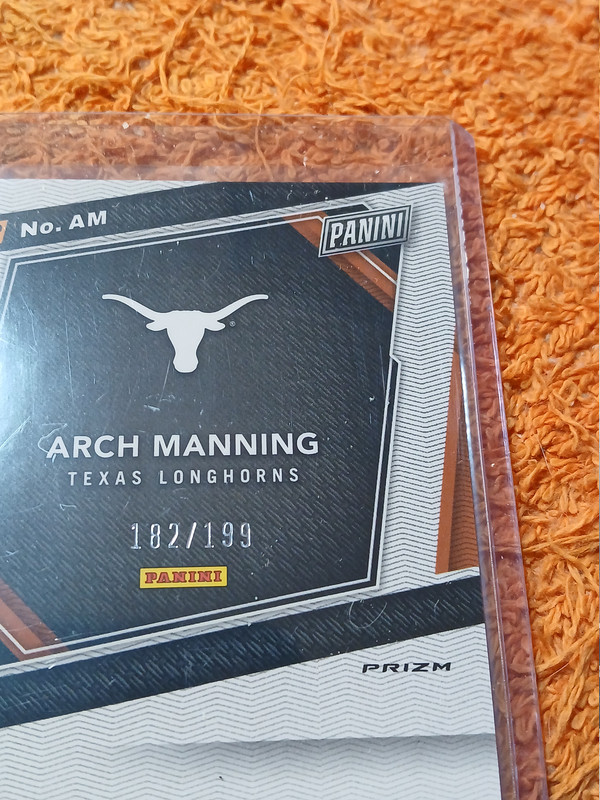 No. AM
PANINI
ARCH MANNING
TEXAS LONGHORNS
182/199
PANINI
PRIZM